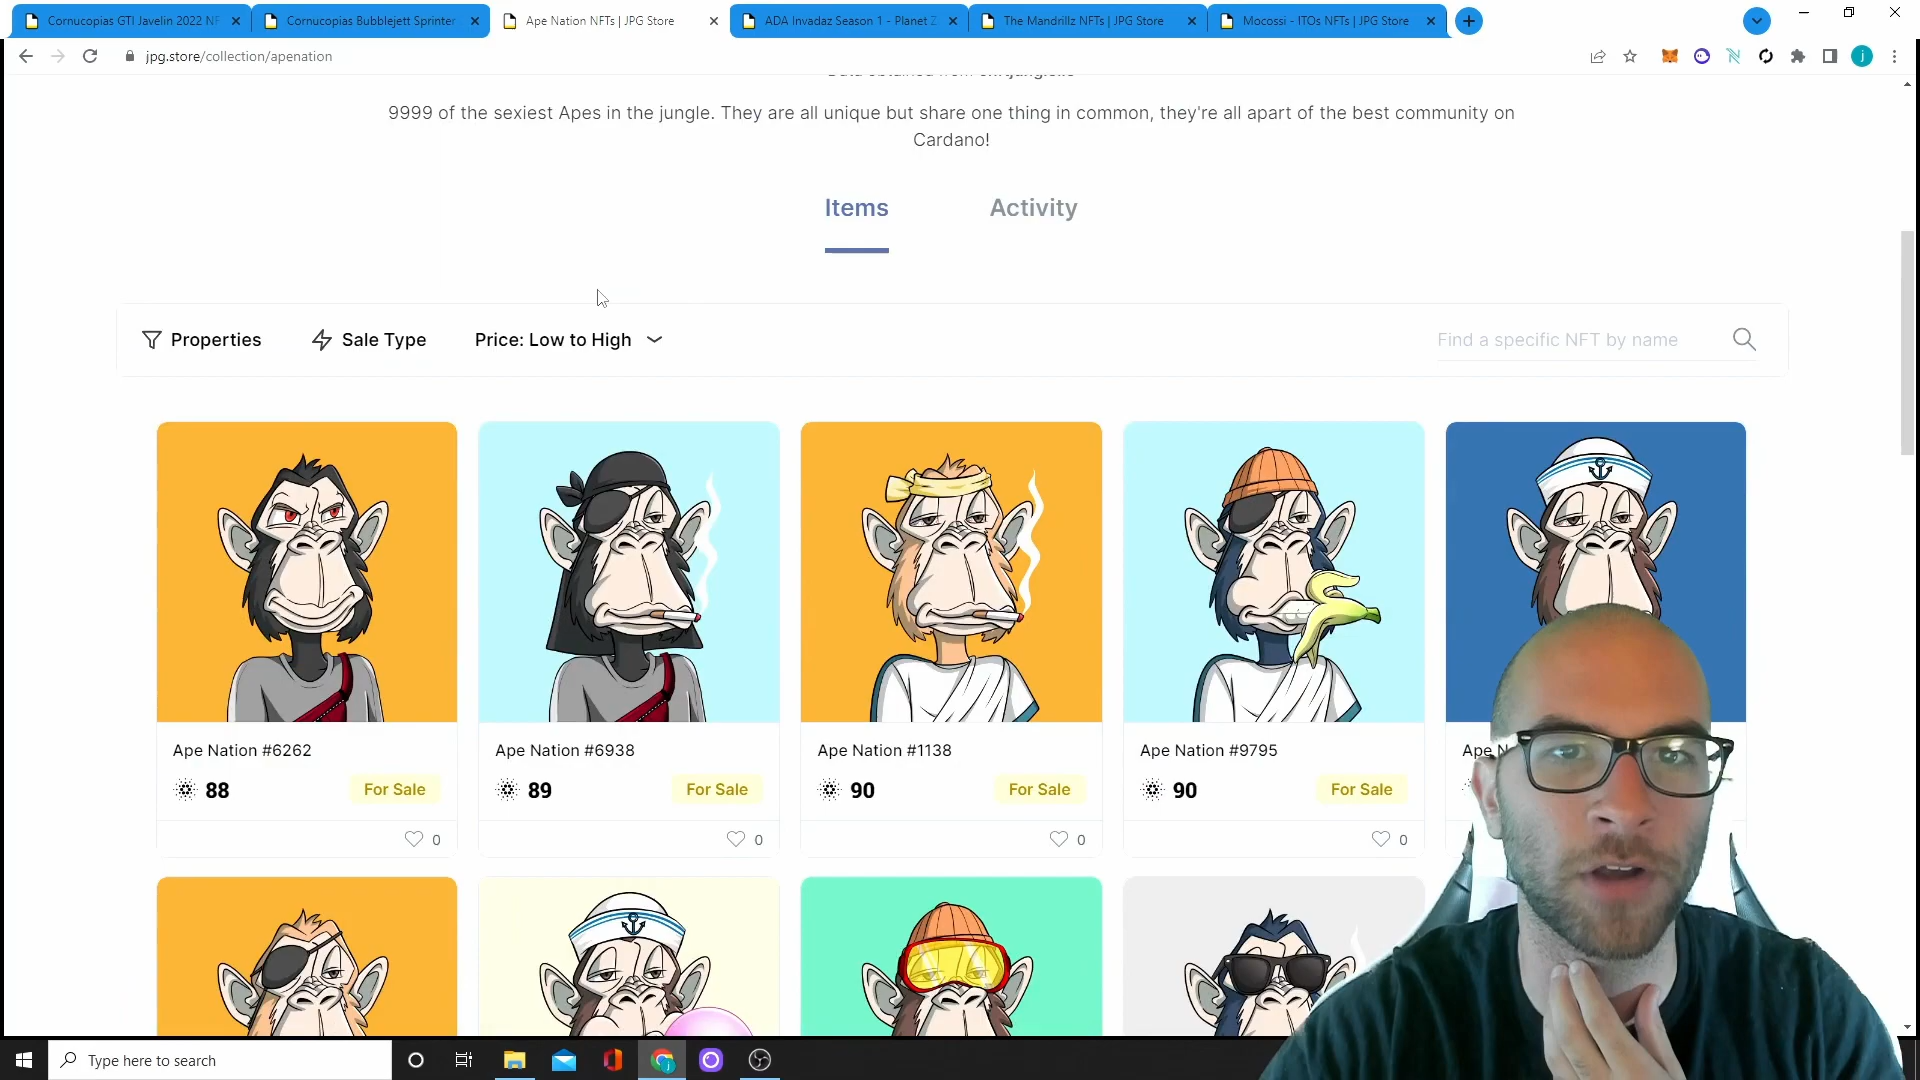 Cornucopias GTI Javelin 2022 NF
Cornucopias Bubblejett Sprinter
Ape Nation NFTs | JPG Store
ADA Invadaz Season 1 - Planet Z
The Mandrillz NFTs | JPG Store
Mocossi - ITOs NFTs | JPG Store
jpg.store/collection/apenation
j
9999 of the sexiest Apes in the jungle. They are all unique but share one thing in common, they're all apart of the best community on
Cardano!
Items
Activity
Properties
Sale Type
Price: Low to High
Find a specific NFT by name
Ape Nation #6262
Ape Nation #6938
Ape Nation #1138
Ape Nation #9795
Ape N
88
For Sale
89
For Sale
90
For Sale
90
For Sale
0
0
0
0
Type here to search